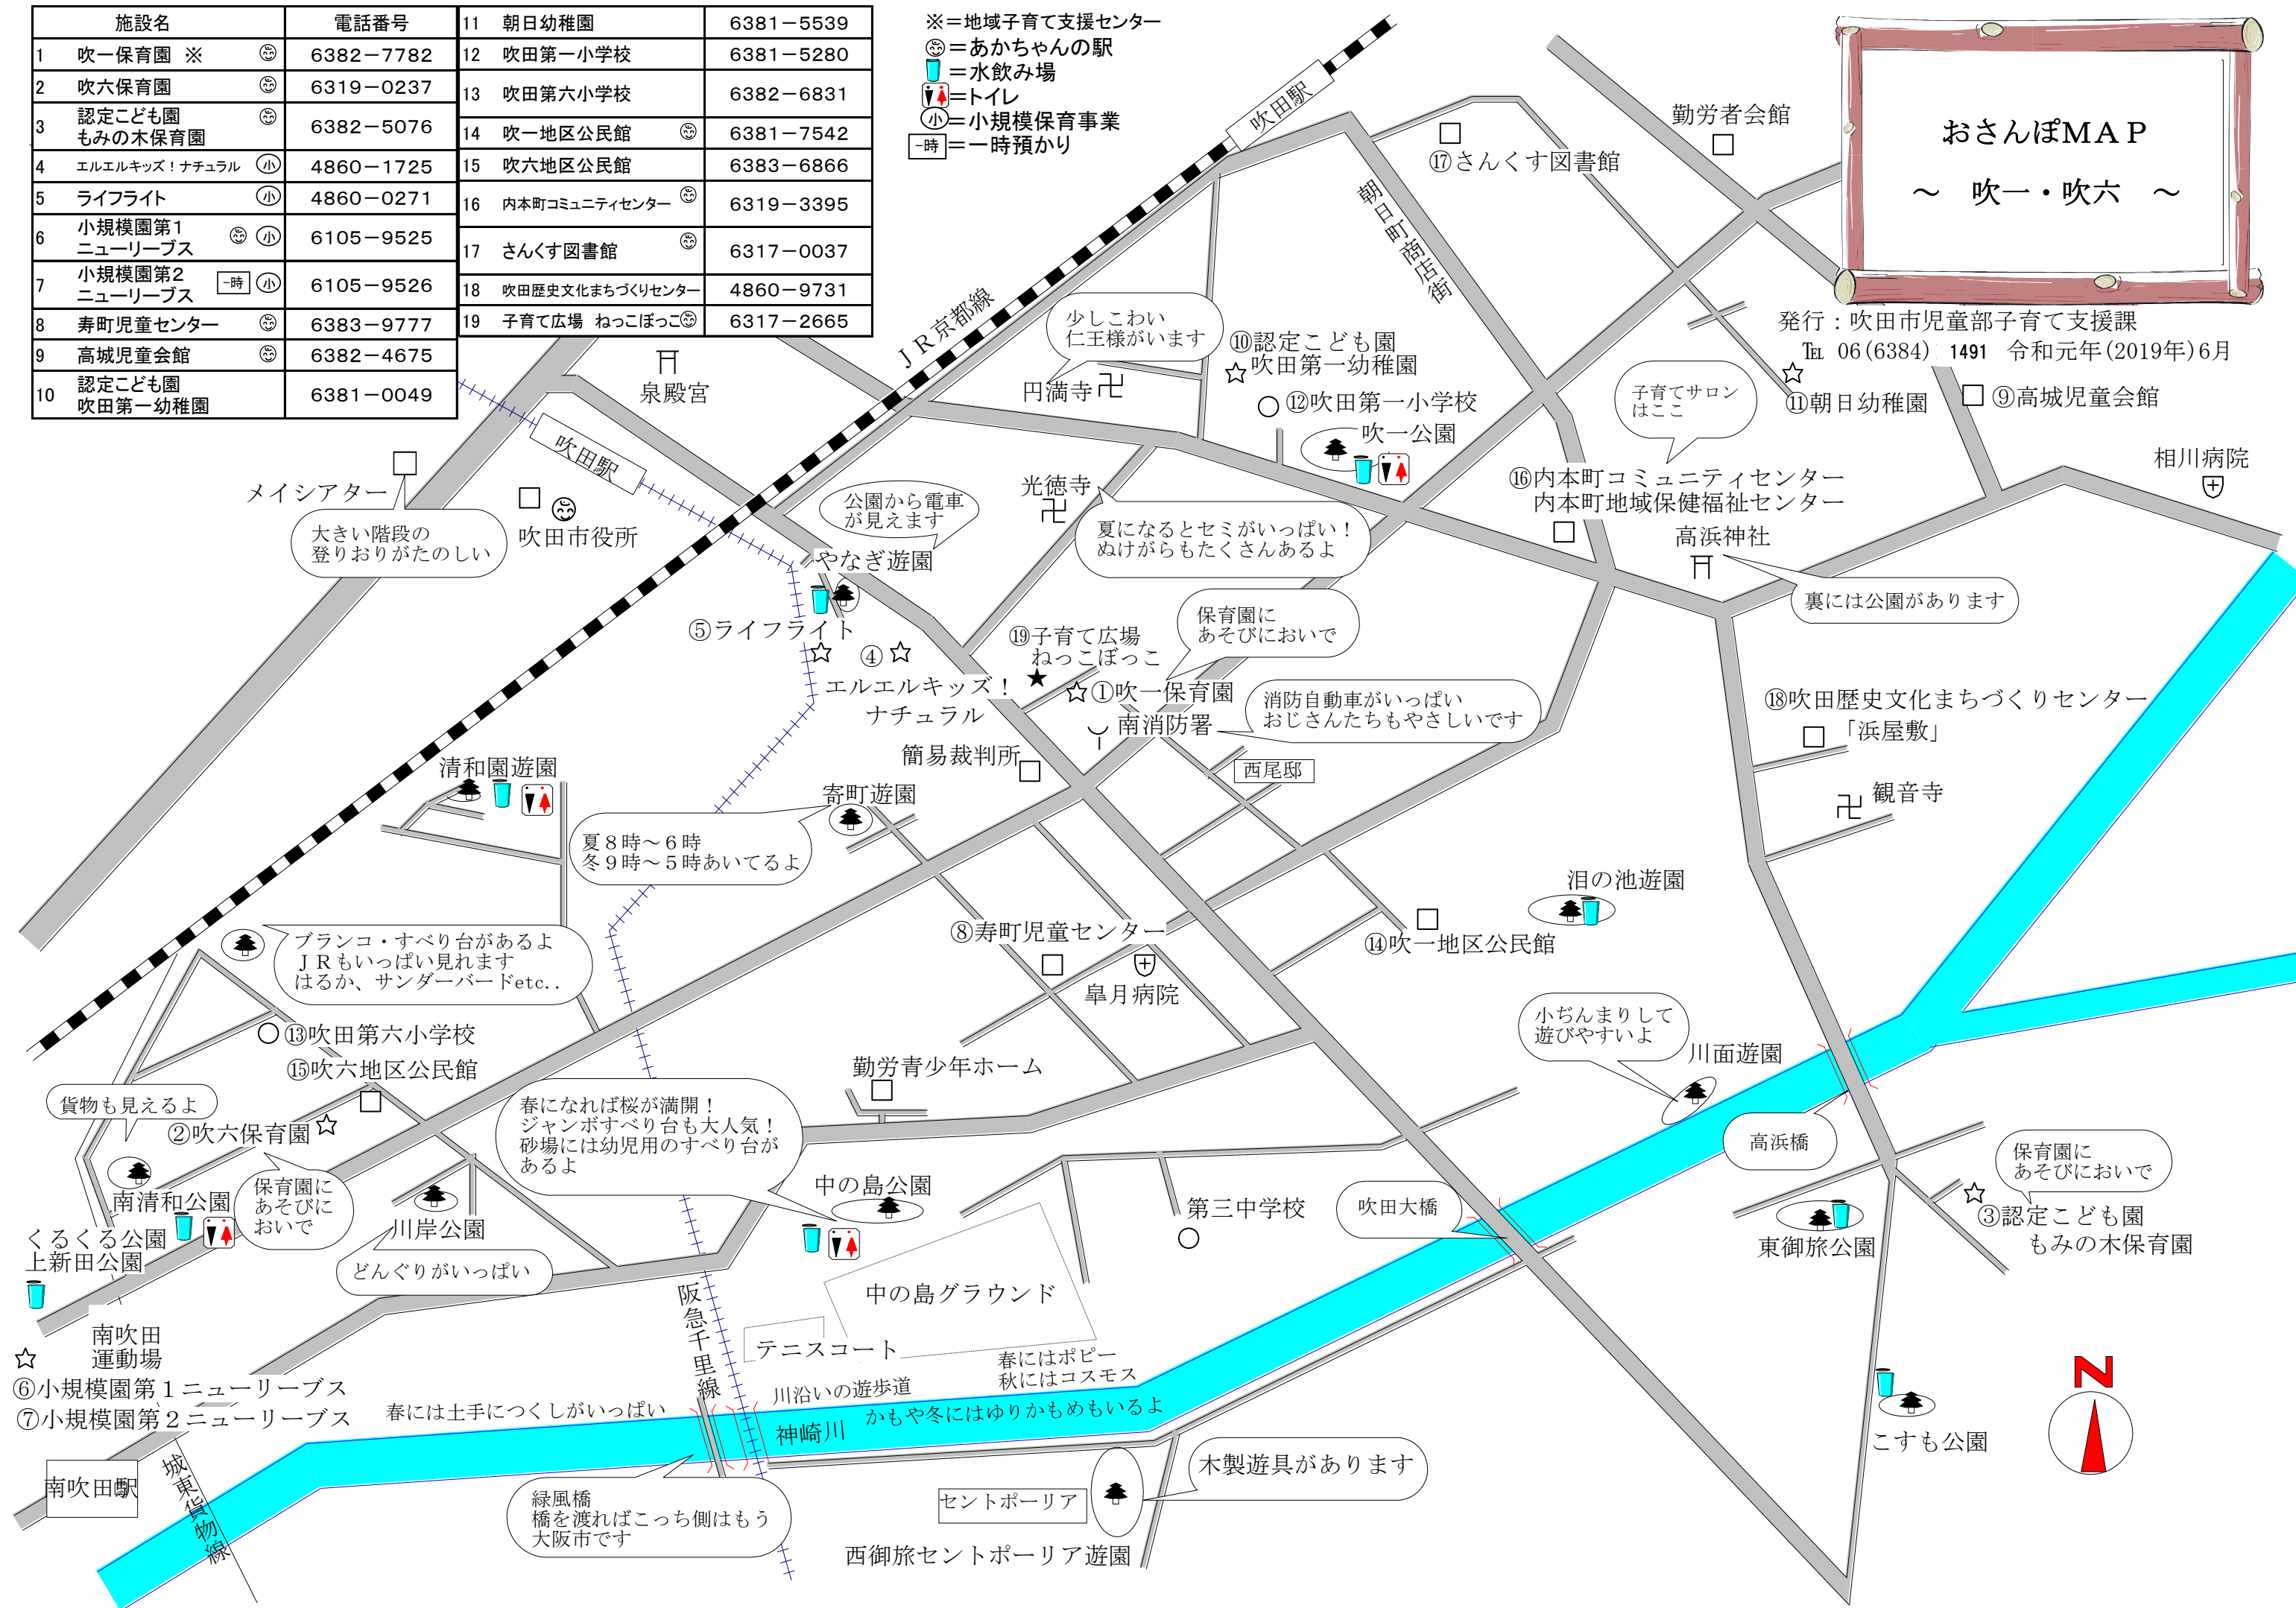 施設名 電話番号
1 吹一保育園 ※ 6382-7782
2 吹六保育園 6319-0237
3 認定こども園
もみの木保育園 6382-5076
4 エルエルキッズ!ナチュラル 小 4860-1725
5 ライフライト 小 4860-0271
6 小規模園第1
ニューリーブス 小 6105-9525
7 小規模園第2
ニューリーブス 一時 小 6105-9526
8 寿町児童センター 6383-9777
9 高城児童会館 6382-4675
10 認定こども園
吹田第一幼稚園 6381-0049
11 朝日幼稚園 6381-5539
12 吹田第一小学校 6381-5280
13 吹田第六小学校 6382-6831
14 吹一地区公民館 6381-7542
15 吹六地区公民館 6383-6866
16 内本町コミュニティセンター 6319-3395
17 さんくす図書館 6317-0037
18 吹田歴史文化まちづくりセンター 4860-9731
19 子育て広場 ねっこぼっこ 6317-2665
※=地域子育て支援センター
=あかちゃんの駅
=水飲み場
=トイレ
小=小規模保育事業
一時=一時預かり
おさんぽMAP
~ 吹一・吹六 ~
発行:吹田市児童部子育て支援課
℡ 06(6384) 1491 令和元年(2019年)6月
吹田駅
⑰さんくす図書館
勤労者会館
朝日町商店街
JR京都線
少しこわい
仁王様がいます
円満寺
⑩認定こども園
吹田第一幼稚園
⑫吹田第一小学校
吹一公園
子育てサロン
はここ
⑪朝日幼稚園
⑨高城児童会館
泉殿宮
吹田駅
メイシアター
大きい階段の
登りおりがたのしい
吹田市役所
公園から電車
が見えます
やなぎ遊園
光徳寺
夏になるとセミがいっぱい!
ぬけがらもたくさんあるよ
⑯内本町コミュニティセンター
内本町地域保健福祉センター
高浜神社
相川病院
裏には公園があります
保育園に
あそびにおいで
⑤ライフライト
④
エルエルキッズ!
ナチュラル
⑲子育て広場
ねっこぼっこ
①吹一保育園
南消防署
消防自動車がいっぱい
おじさんたちもやさしいです
簡易裁判所
西尾邸
⑱吹田歴史文化まちづくりセンター
「浜屋敷」
観音寺
清和園遊園
寄町遊園
夏8時~6時
冬9時~5時あいてるよ
泪の池遊園
ブランコ・すべり台があるよ
JRもいっぱい見れます
はるか、サンダーバードetc..
⑧寿町児童センター
皐月病院
⑭吹一地区公民館
⑬吹田第六小学校
⑮吹六地区公民館
貨物も見えるよ
②吹六保育園
勤労青少年ホーム
小ぢんまりして
遊びやすいよ
川面遊園
春になれば桜が満開!
ジャンボすべり台も大人気!
砂場には幼児用のすべり台が
あるよ
高浜橋
保育園に
あそびにおいで
南清和公園
保育園に
あそびに
おいで
川岸公園
中の島公園
第三中学校
吹田大橋
③認定こども園
もみの木保育園
東御旅公園
くるくる公園
上新田公園
どんぐりがいっぱい
中の島グラウンド
阪急千里線
テニスコート
南吹田
運動場
⑥小規模園第1ニューリーブス
⑦小規模園第2ニューリーブス
春には土手につくしがいっぱい
川沿いの遊歩道
春にはポピー
秋にはコスモス
神崎川
かもや冬にはゆりかもめもいるよ
こすも公園
N
南吹田駅
城東貨物線
緑風橋
橋を渡ればこっち側はもう
大阪市です
セントポーリア
木製遊具があります
西御旅セントポーリア遊園